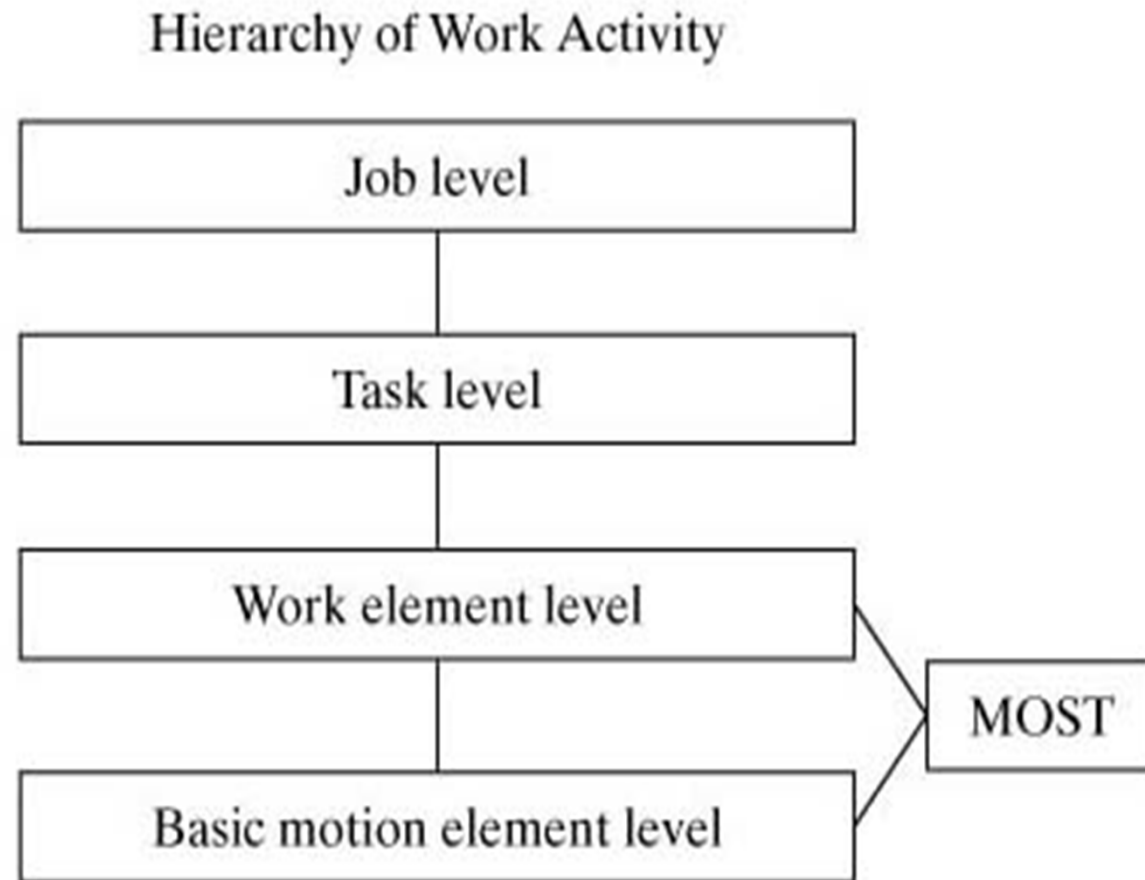 Hierarchy of Work Activity
Job level
Task level
Work element level
MOST
Basic motion element level